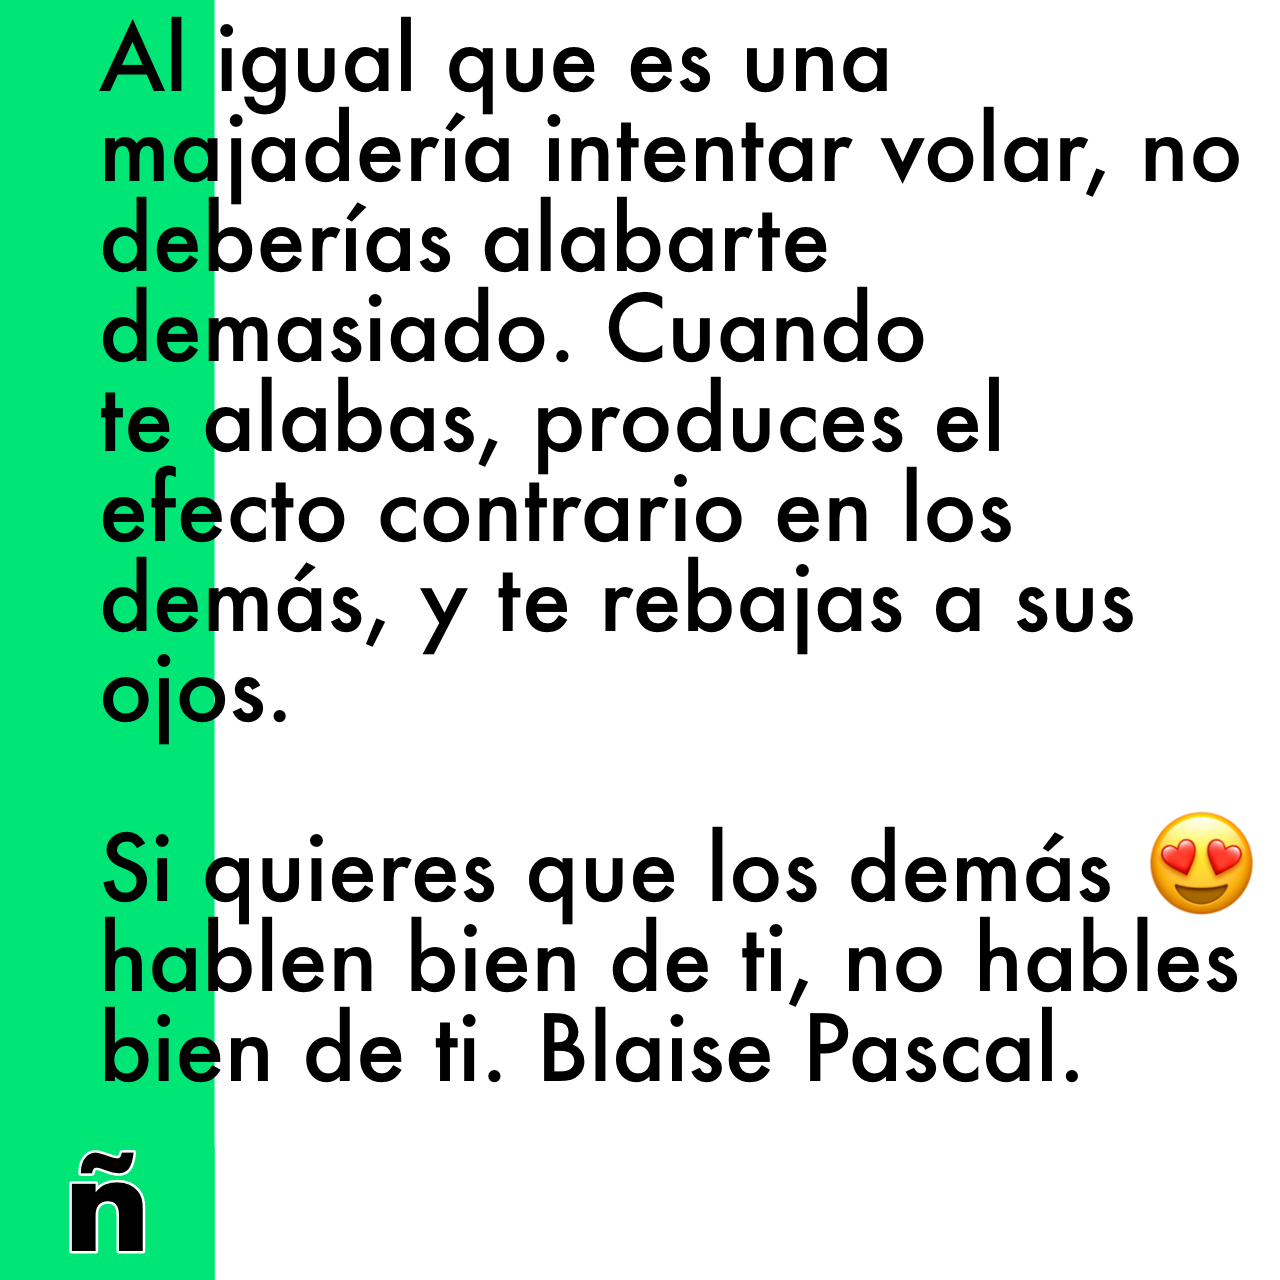 Al igual que es una
majadería intentar volar, no
deberías alabarte
demasiado. Cuando
te alabas, produces el
efecto contrario en los
demás, y te rebajas a sus
ojos.
Si quieres que los demás 😍
hablen bien de ti, no hables
bien de ti. Blaise Pascal.
ñ